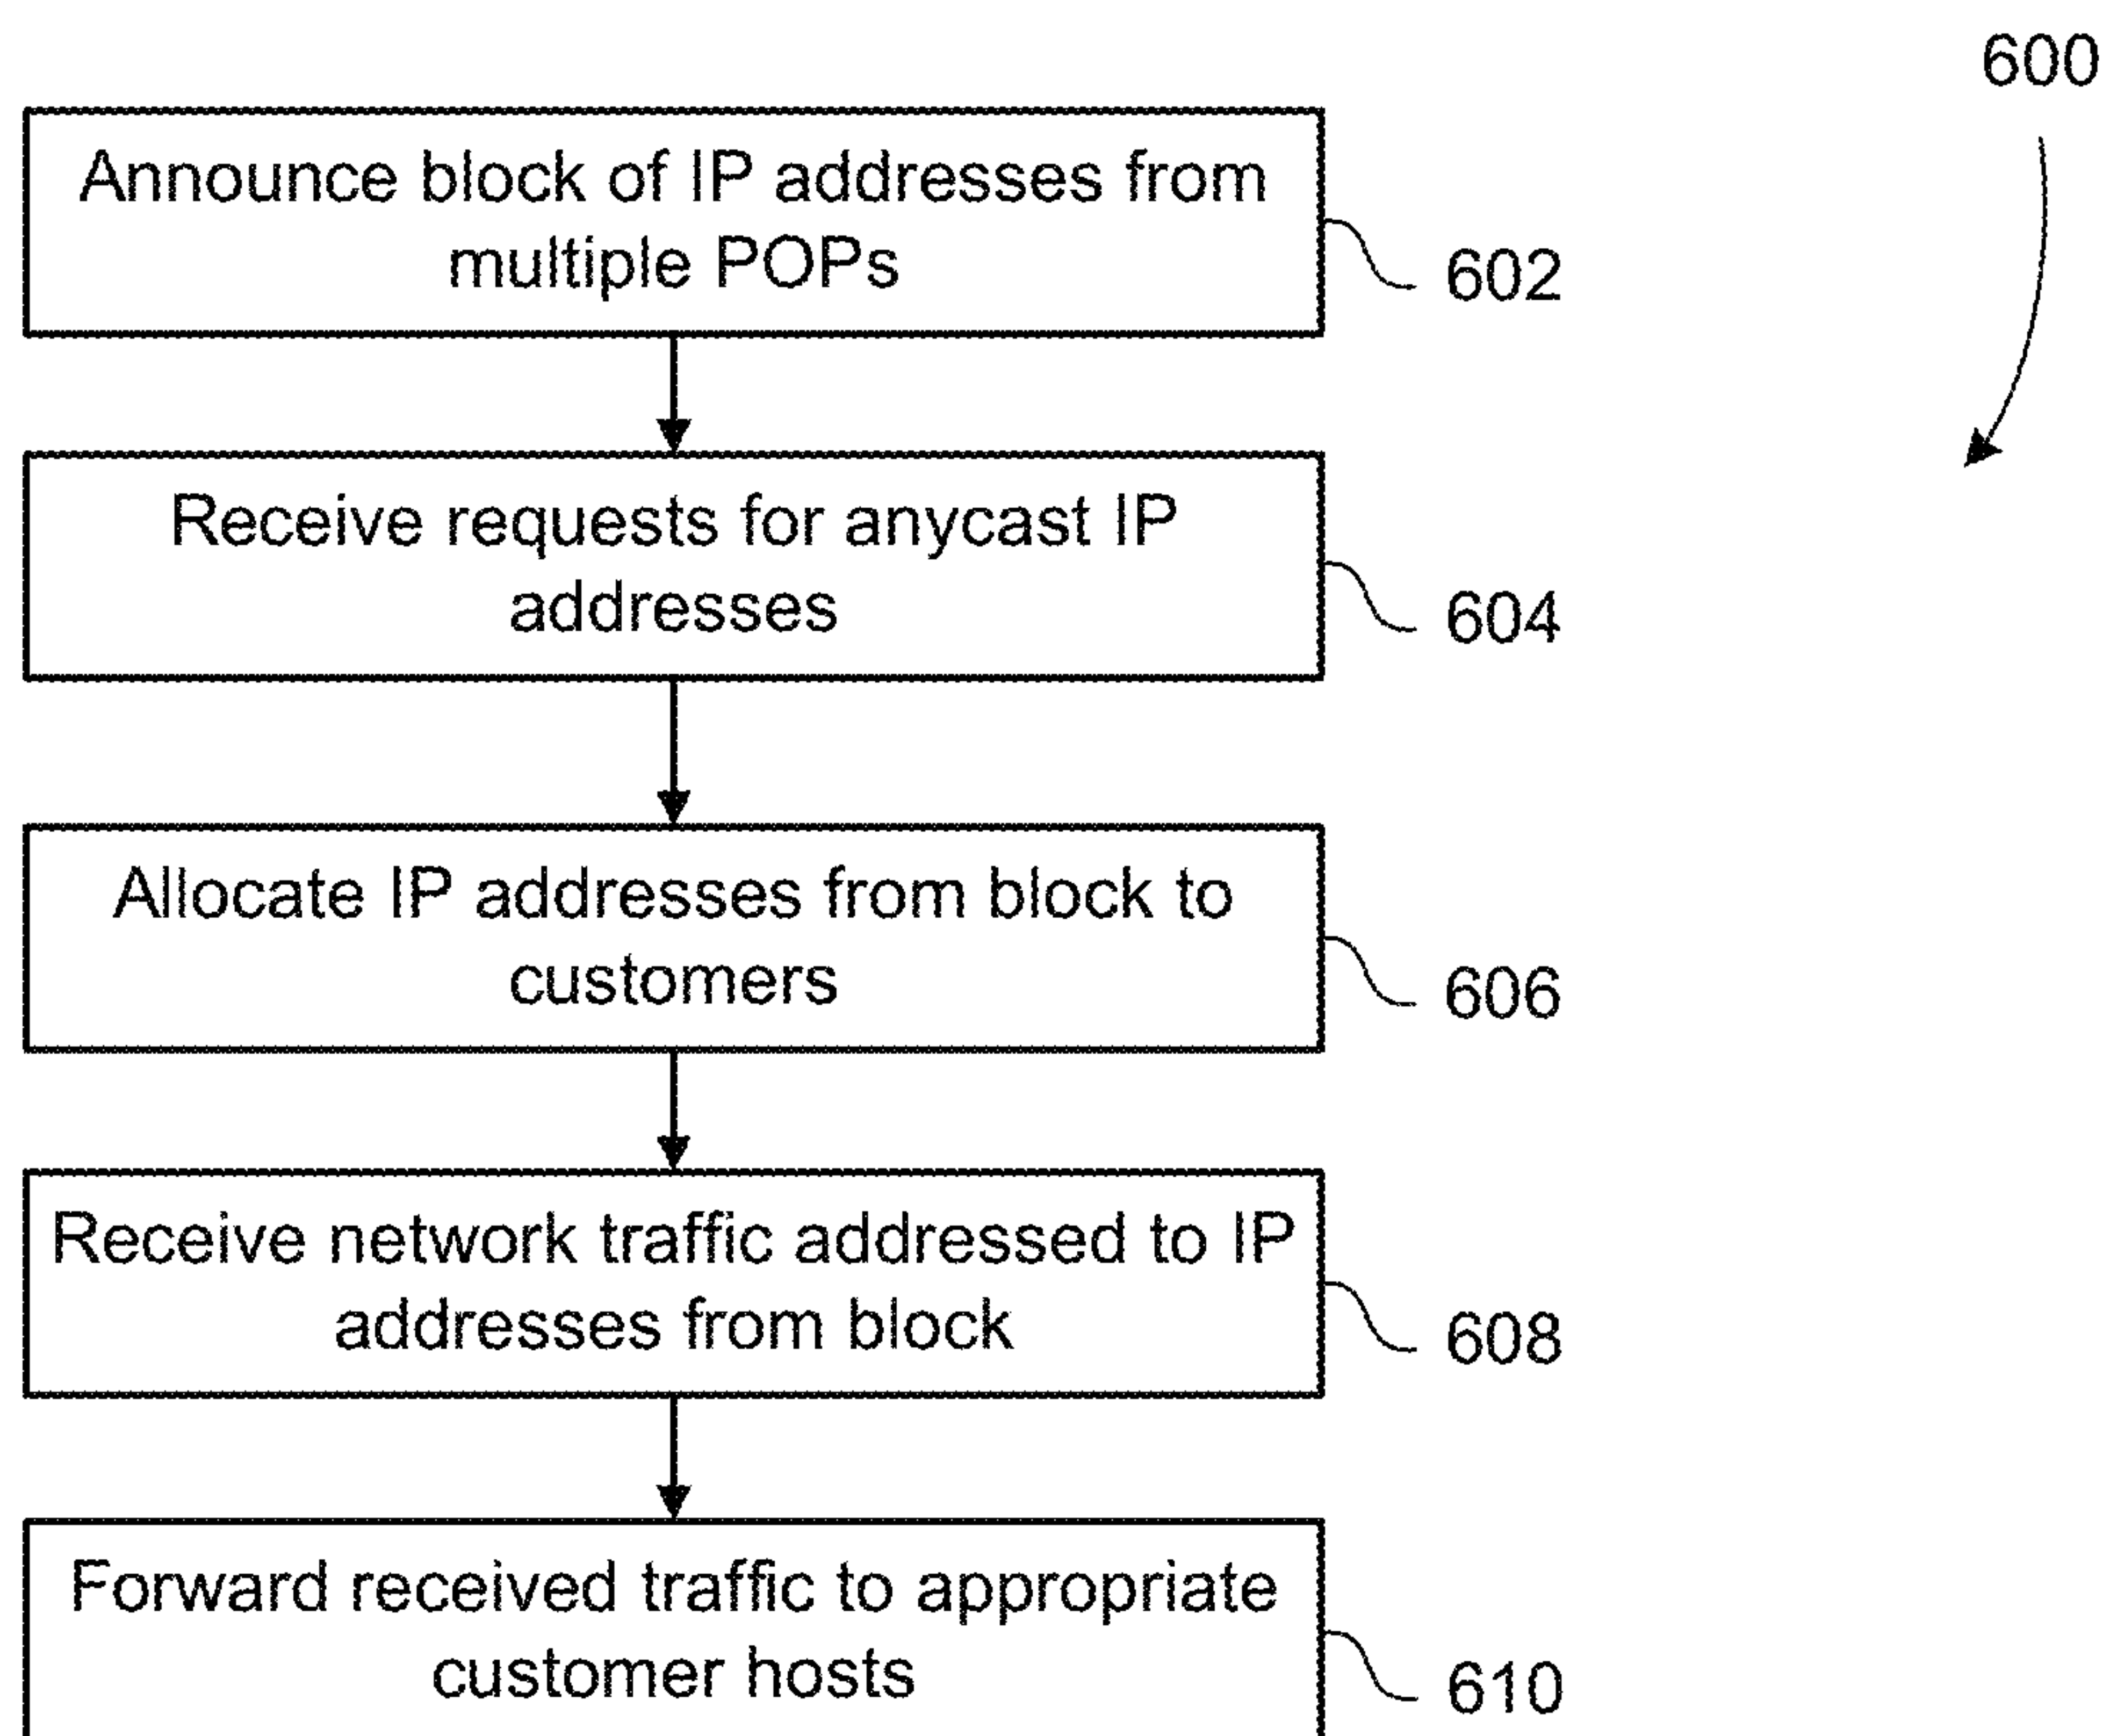 600
Announce block of IP addresses from
multiple POPs
602
Receive requests for anycast IP
addresses
604
Allocate IP addresses from block to
customers
606
Receive network traffic addressed to IP
addresses from block
608
Forward received traffic to appropriate
customer hosts
610